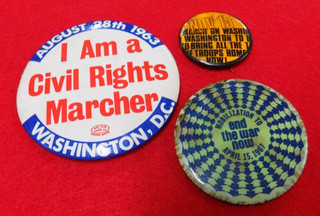 AUGUST 28th 1963
I Am a
Civil Rights
Marcher
WASHINGTON, D.C.
MARCH ON WASHIN
WASHINGTON TO
TO BRING ALL THE
TROOPS HOME
NOW
MOBILIZATION TO
end
the war
now
APRIL 15, 1967